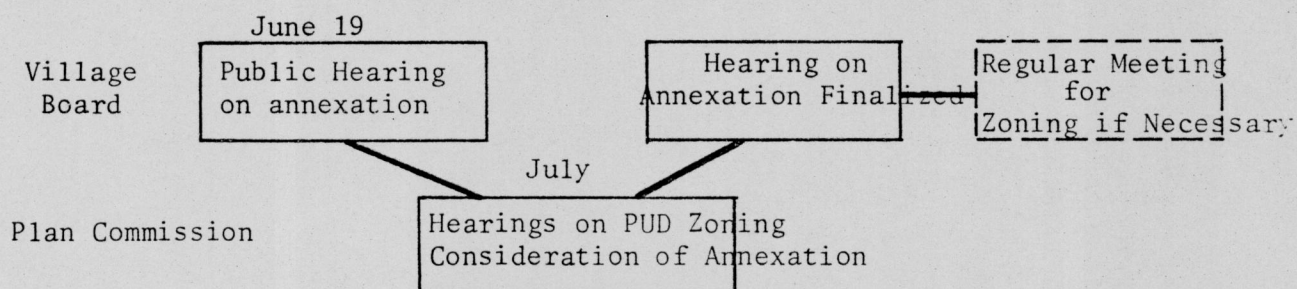 June 19
Village
Board
Public Hearing
on annexation
Hearing on
Annexation Finalized
Regular Meeting
for
Zoning if Necessary
July
Plan Commission
Hearings on PUD Zoning
Consideration of Annexation